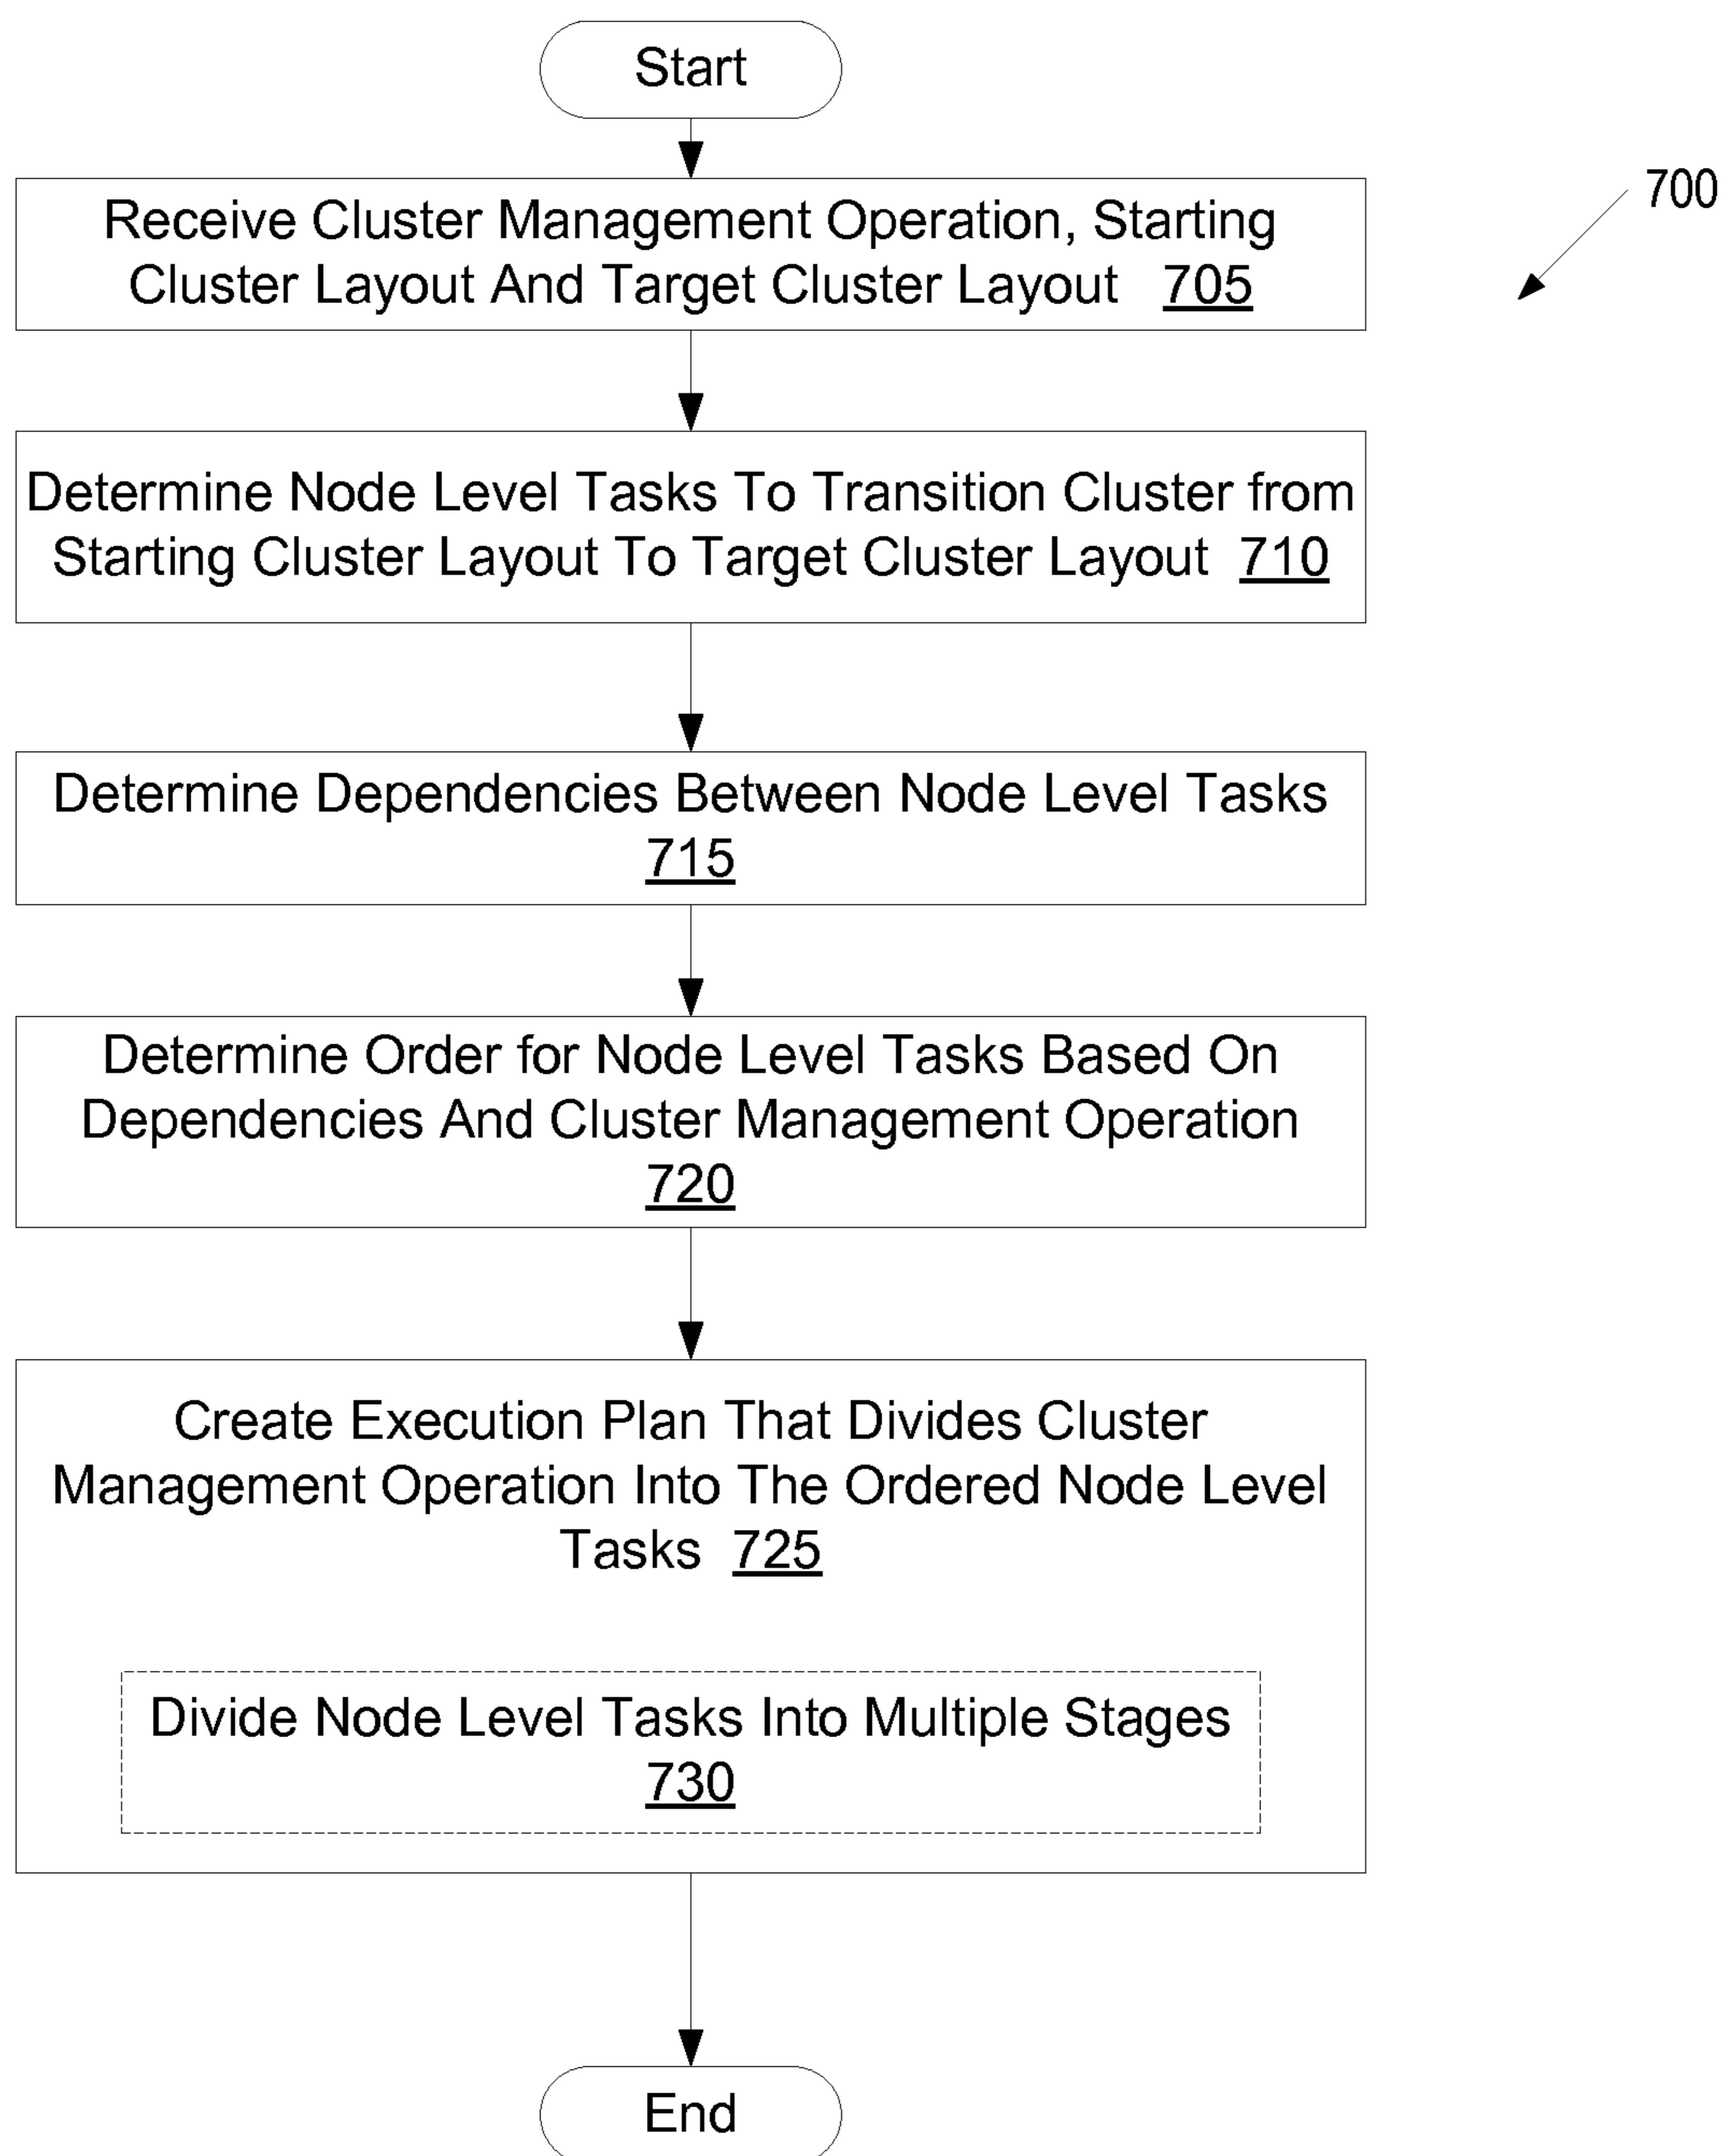 Start
Receive Cluster Management Operation, Starting
Cluster Layout And Target Cluster Layout 705
700
Determine Node Level Tasks To Transition Cluster from
Starting Cluster Layout To Target Cluster Layout 710
Determine Dependencies Between Node Level Tasks
715
Determine Order for Node Level Tasks Based On
Dependencies And Cluster Management Operation
720
Create Execution Plan That Divides Cluster
Management Operation Into The Ordered Node Level
Tasks 725
Divide Node Level Tasks Into Multiple Stages
730
End